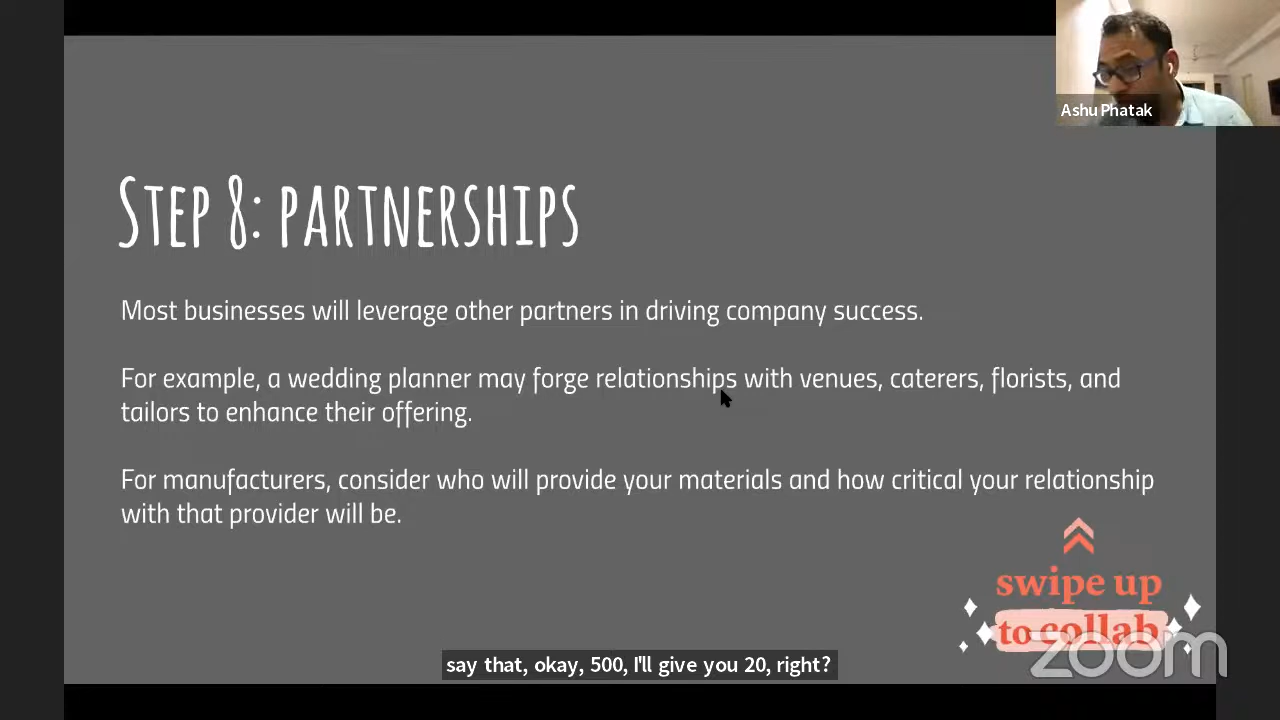 Ashu Phatak
STEP 8: PARTNERSHIPS
Most businesses will leverage other partners in driving company success.
For example, a wedding planner may forge relationships with venues, caterers, florists, and
tailors to enhance their offering.
For manufacturers, consider who will provide your materials and how critical your relationship
with that provider will be.
swipe up
to collab
zoom
say that, okay, 500, I'll give you 20, right?